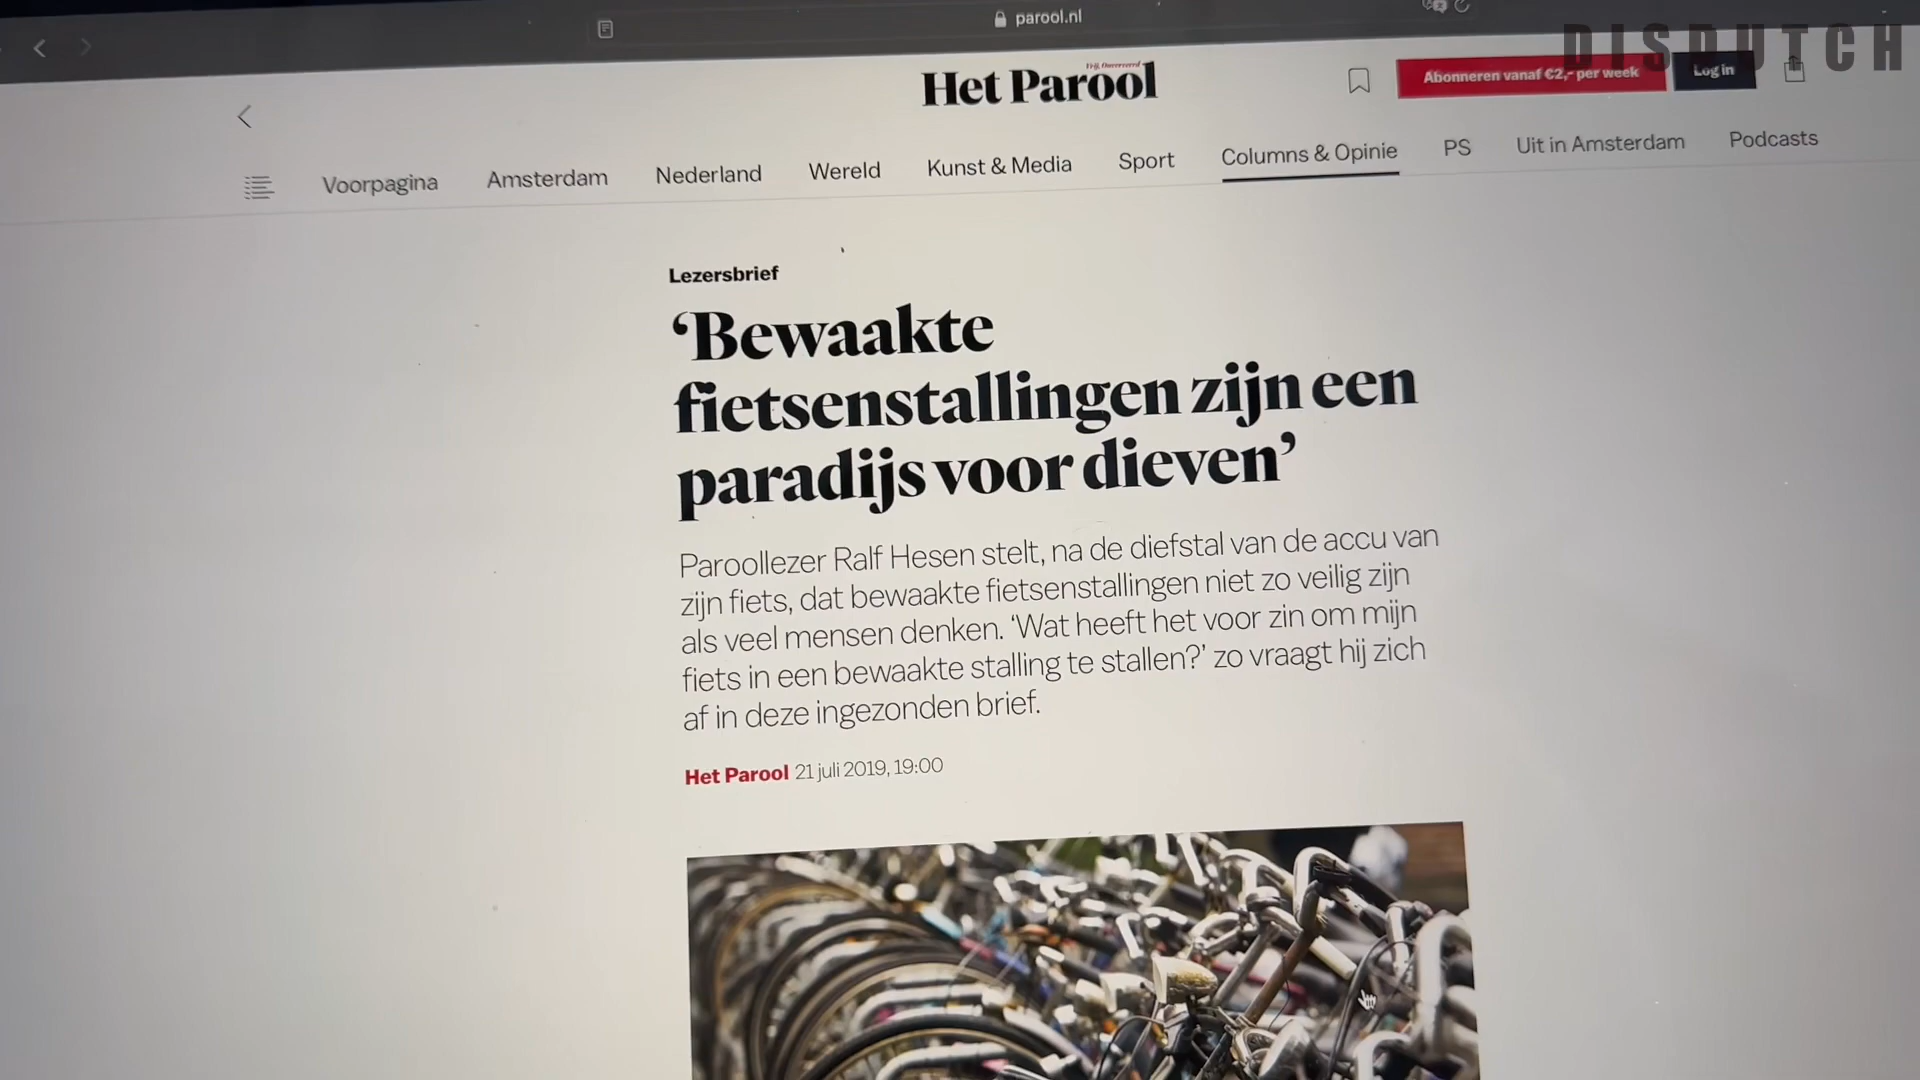 parool.nl
DISDUTCH
Vrij, Onverveerd
Het Parool
Abonneren vanaf €2,- per week
Log in
Voorpagina
Amsterdam
Nederland
Wereld
Kunst & Media
Sport
Columns & Opinie
PS
Uit in Amsterdam
Podcasts
Lezersbrief
‘Bewaakte
fietsenstallingen zijn een
paradijs voor dieven’
Paroollezer Ralf Hesen stelt, na de diefstal van de accu van
zijn fiets, dat bewaakte fietsenstallingen niet zo veilig zijn
als veel mensen denken. ‘Wat heeft het voor zin om mijn
fiets in een bewaakte stalling te stallen?’ zo vraagt hij zich
af in deze ingezonden brief.
Het Parool 21 juli 2019, 19:00